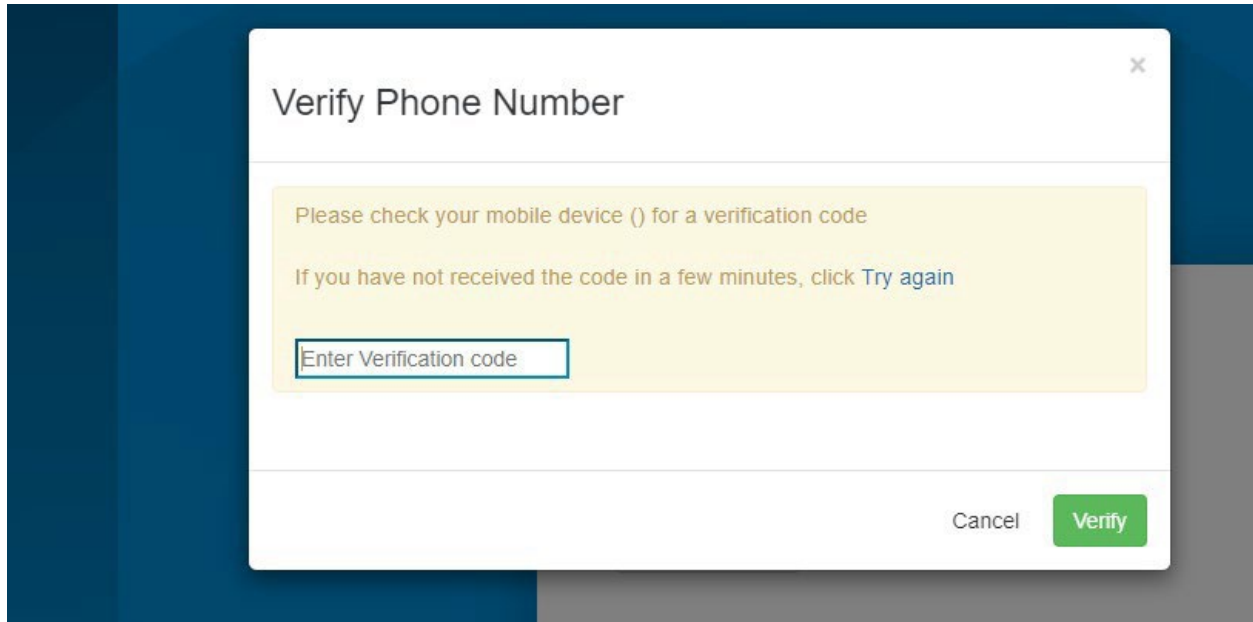 ×
Verify Phone Number
Please check your mobile device () for a verification code
If you have not received the code in a few minutes, click Try again
Enter Verification code
Cancel Verify